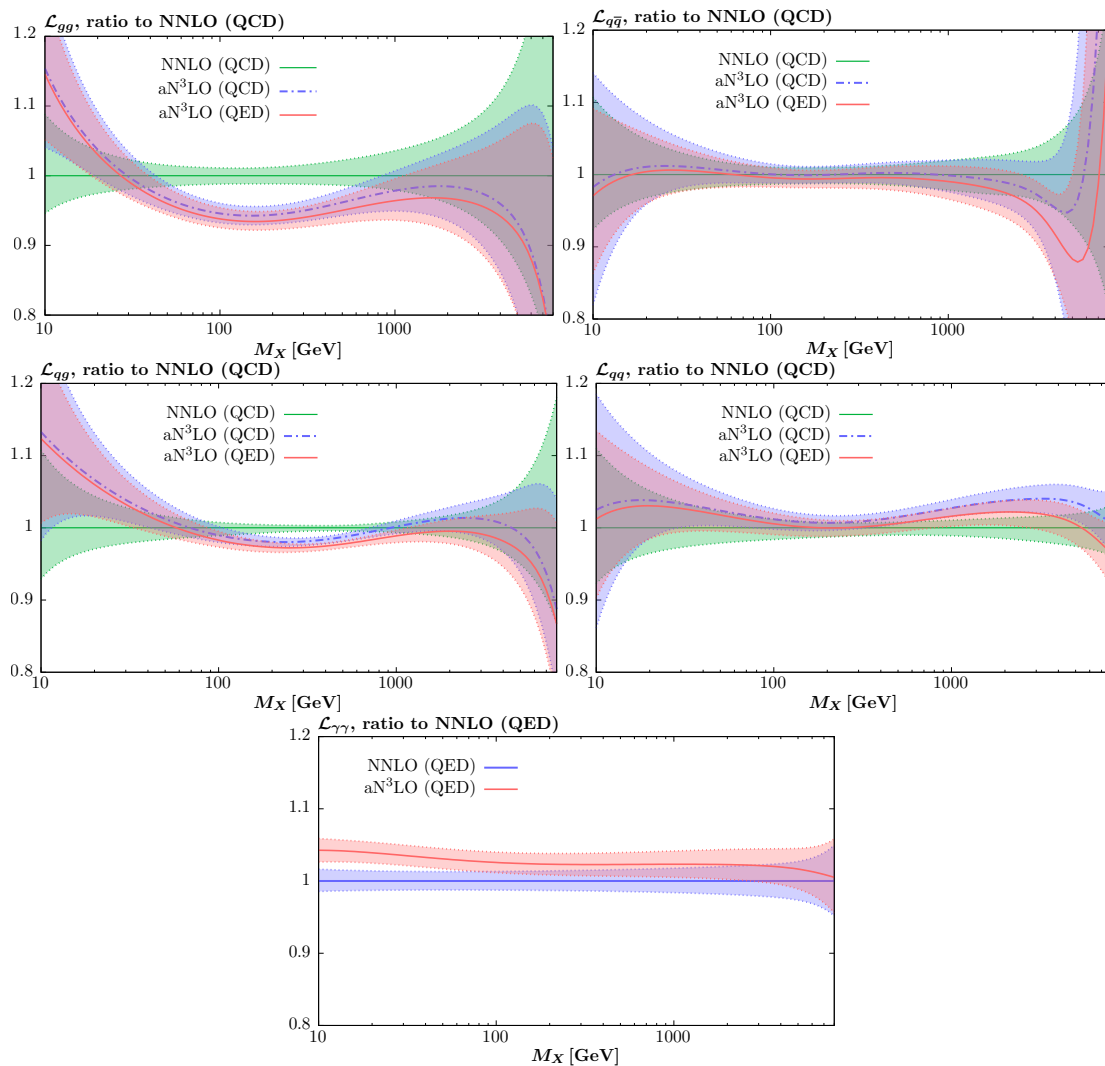 𝓛gg, ratio to NNLO (QCD)
1.2
1.1
1
0.9
0.8
NNLO (QCD)
aN³LO (QCD)
aN³LO (QED)
10
100
1000
M_X [GeV]
𝓛qq̅, ratio to NNLO (QCD)
1.2
1.1
1
0.9
0.8
NNLO (QCD)
aN³LO (QCD)
aN³LO (QED)
10
100
1000
M_X [GeV]
𝓛qg, ratio to NNLO (QCD)
1.2
1.1
1
0.9
0.8
NNLO (QCD)
aN³LO (QCD)
aN³LO (QED)
10
100
1000
M_X [GeV]
𝓛qq, ratio to NNLO (QCD)
1.2
1.1
1
0.9
0.8
NNLO (QCD)
aN³LO (QCD)
aN³LO (QED)
10
100
1000
M_X [GeV]
𝓛γγ, ratio to NNLO (QED)
1.2
1.1
1
0.9
0.8
NNLO (QED)
aN³LO (QED)
10
100
1000
M_X [GeV]